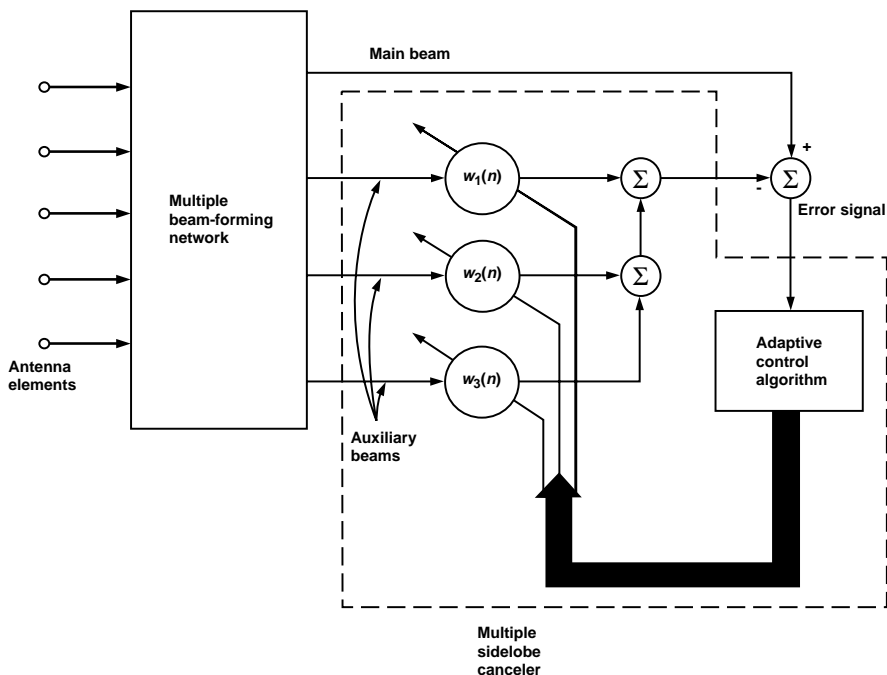 Main beam
+
w1(n)
Σ
-
Σ
Multiple
beam-forming
network
Error signal
w2(n)
Σ
Adaptive
control
algorithm
Antenna
elements
w3(n)
Auxiliary
beams
Multiple
sidelobe
canceler